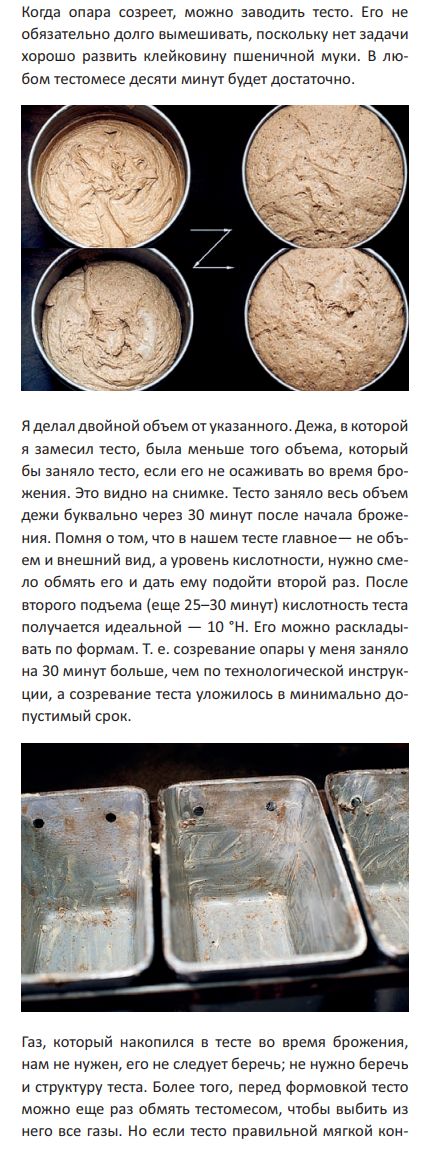 Когда опара созреет, можно заводить тесто. Его не
обязательно долго вымешивать, поскольку нет задачи
хорошо развить клейковину пшеничной муки. В лю-
бом тестомесе десяти минут будет достаточно.
Я делал двойной объем от указанного. Дежа, в которой
я замесил тесто, была меньше того объема, который
бы заняло тесто, если его не осаживать во время бро-
жения. Это видно на снимке. Тесто заняло весь объем
дежи буквально через 30 минут после начала броже-
ния. Помня о том, что в нашем тесте главное— не объ-
ем и внешний вид, а уровень кислотности, нужно сме-
ло обмять его и дать ему подойти второй раз. После
второго подъема (еще 25–30 минут) кислотность теста
получается идеальной — 10 °Н. Его можно расклады-
вать по формам. Т. е. созревание опары у меня заняло
на 30 минут больше, чем по технологической инструк-
ции, а созревание теста уложилось в минимально до-
пустимый срок.
Газ, который накопился в тесте во время брожения,
нам не нужен, его не следует беречь; не нужно беречь
и структуру теста. Более того, перед формовкой тесто
можно еще раз обмять тестомесом, чтобы выбить из
него все газы. Но если тесто правильной мягкой кон-